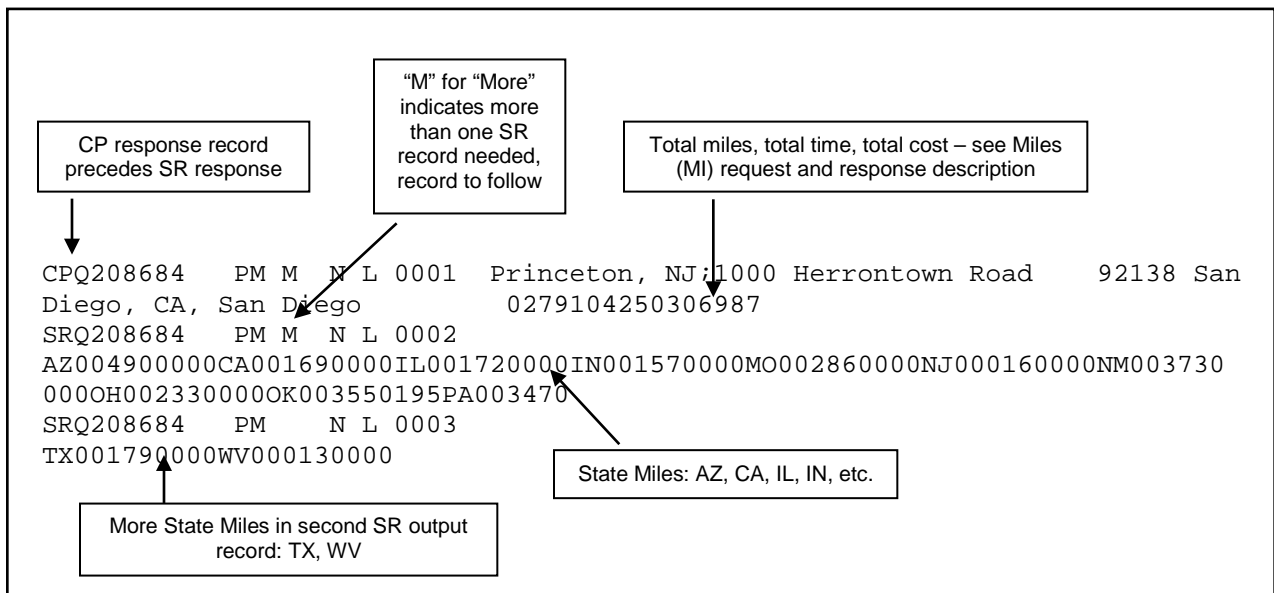 “M” for “More”
indicates more
than one SR
record needed,
record to follow
CP response record
precedes SR response
Total miles, total time, total cost – see Miles
(MI) request and response description
CPQ208684   PM M  N L 0001  Princeton, NJ;1000 Herrontown Road    92138 San
Diego, CA, San Diego         0279104250306987
SRQ208684   PM M  N L 0002
AZ004900000CA001690000IL001720000IN001570000MO002860000NJ000160000NM003730
000OH002330000OK003550195PA003470
SRQ208684   PM    N L 0003
TX001790000WV000130000
State Miles: AZ, CA, IL, IN, etc.
More State Miles in second SR output
record: TX, WV